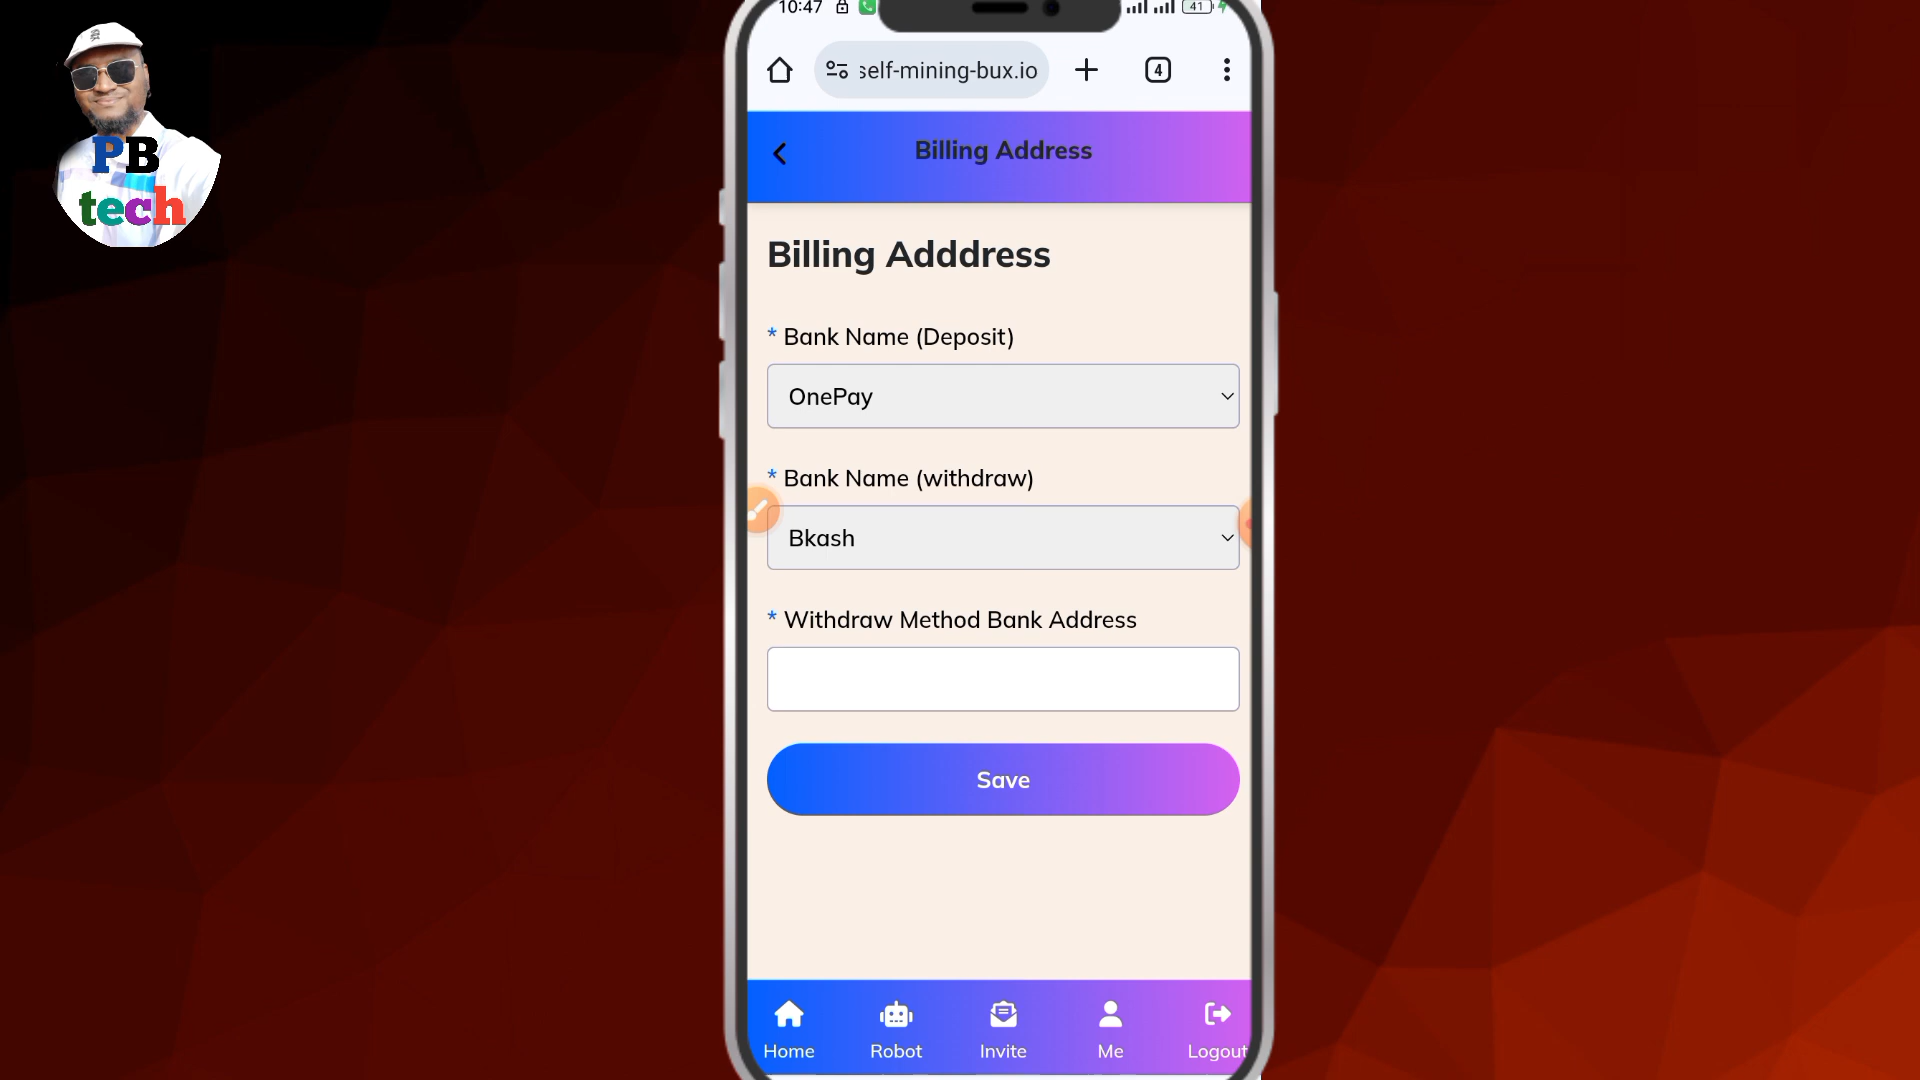 10:47
41
self-mining-bux.io
4
Billing Address
Billing Adddress
* Bank Name (Deposit)
OnePay
* Bank Name (withdraw)
Bkash
* Withdraw Method Bank Address
Save
Home Robot Invite Me Logout
PB
tech